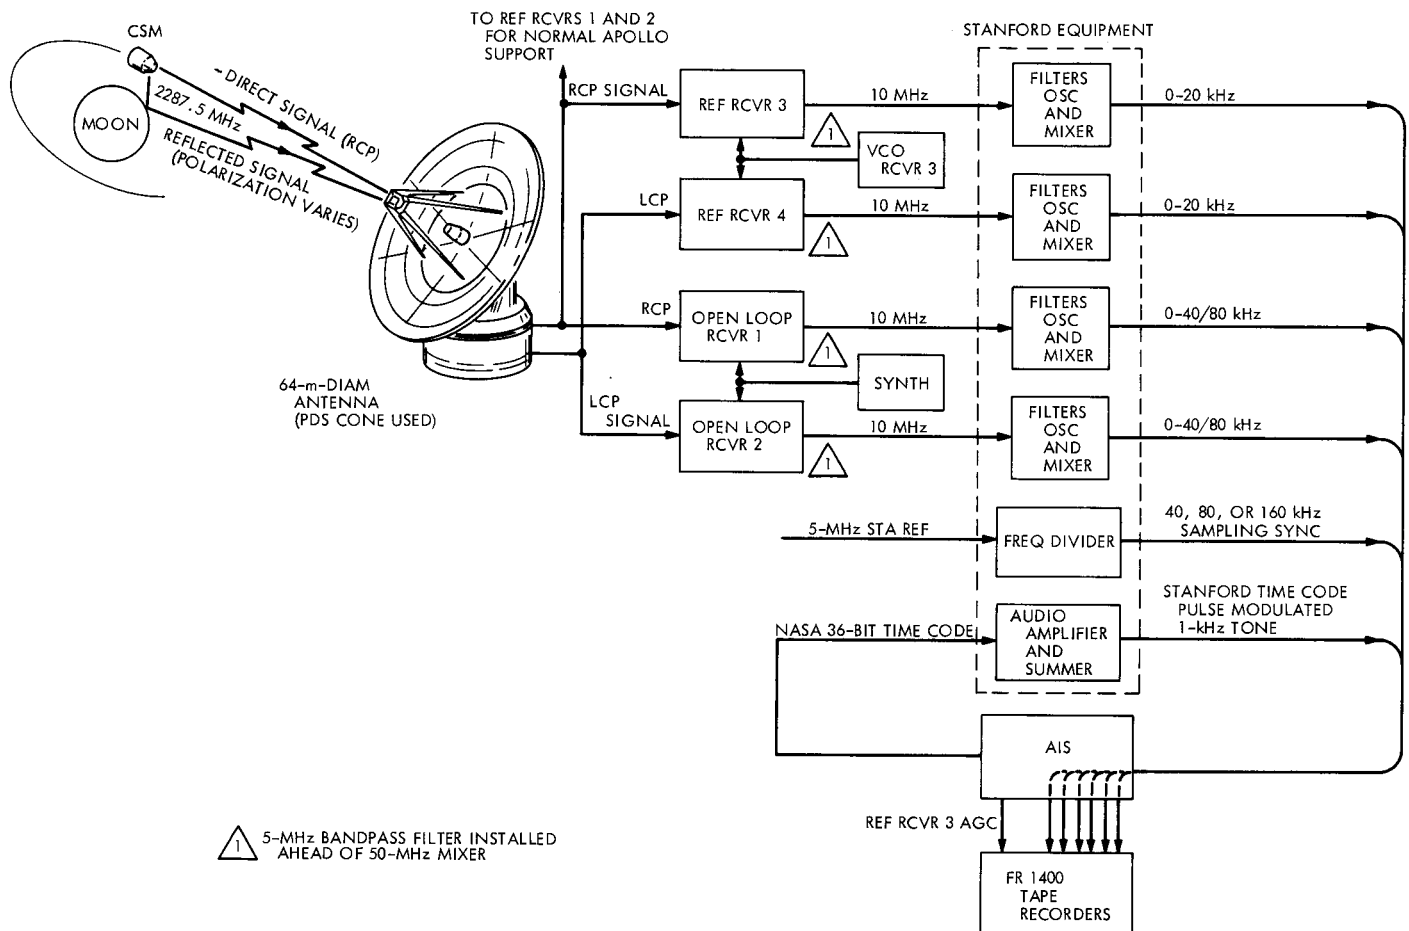 TO REF RCVRS 1 AND 2
FOR NORMAL APOLLO
SUPPORT
CSM
2287.5 MHz
DIRECT SIGNAL (RCP)
MOON
REFLECTED SIGNAL
(POLARIZATION VARIES)
64-m-DIAM
ANTENNA
(PDS CONE USED)
STANFORD EQUIPMENT
RCP SIGNAL
REF RCVR 3
10 MHz
1
FILTERS
OSC
AND
MIXER
0-20 kHz
VCO
RCVR 3
LCP
REF RCVR 4
10 MHz
1
FILTERS
OSC
AND
MIXER
0-20 kHz
RCP
OPEN LOOP
RCVR 1
10 MHz
1
FILTERS
OSC
AND
MIXER
0-40/80 kHz
SYNTH
LCP
SIGNAL
OPEN LOOP
RCVR 2
10 MHz
1
FILTERS
OSC
AND
MIXER
0-40/80 kHz
5-MHz STA REF
FREQ DIVIDER
40, 80, OR 160 kHz
SAMPLING SYNC
NASA 36-BIT TIME CODE
AUDIO
AMPLIFIER
AND
SUMMER
STANFORD TIME CODE
PULSE MODULATED
1-kHz TONE
AIS
REF RCVR 3 AGC
FR 1400
TAPE
RECORDERS
1 5-MHz BANDPASS FILTER INSTALLED
AHEAD OF 50-MHz MIXER